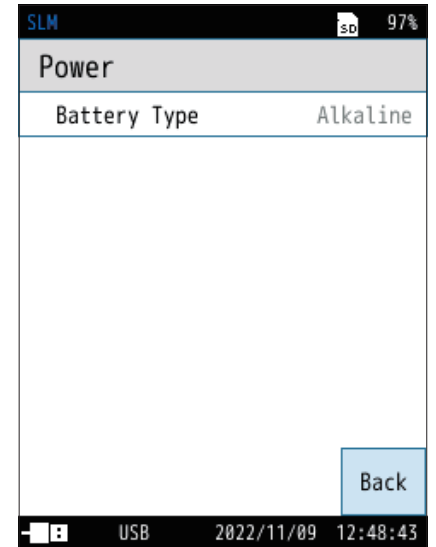 SLM SD 97%
Power
Battery Type Alkaline
Back
USB 2022/11/09 12:48:43